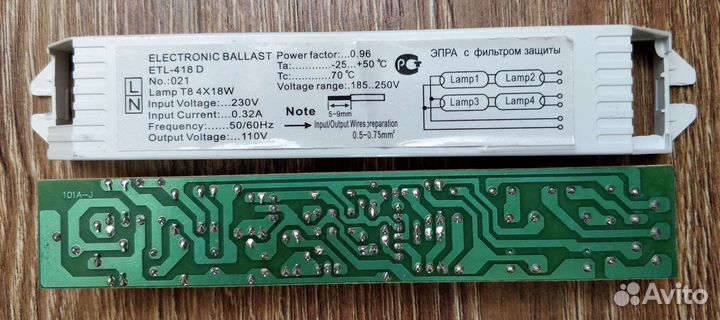 ELECTRONIC BALLAST
ETL-418 D
No.:021
Lamp T8 4X18W
Input Voltage:...230V
Input Current:...0.32A
Frequency:......50/60Hz
Output Voltage:...110V
L
N
Power factor:...0.96
Ta:............-25...+50°C
Tc:............70°C
Voltage range:..185...250V
Note
5-9mm
Input/Output Wires preparation
0.5~0.75mm²
PG
ЭПРА с фильтром защиты
Lamp1 Lamp2
Lamp3 Lamp4
101A-J
Avito